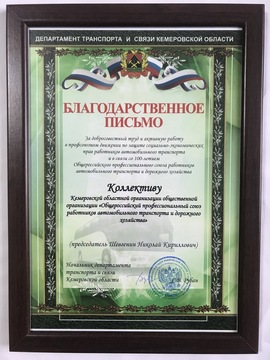 ДЕПАРТАМЕНТ ТРАНСПОРТА И СВЯЗИ КЕМЕРОВСКОЙ ОБЛАСТИ
БЛАГОДАРСТВЕННОЕ
ПИСЬМО
За добросовестный труд и активную работу
в профсоюзном движении по защите социально-экономических
прав работников автомобильного транспорта
и в связи со 100-летием
Общероссийского профессионального союза работников
автомобильного транспорта и дорожного хозяйства
Коллективу
Кемеровской областной организации общественной
организации «Общероссийский профессиональный союз
работников автомобильного транспорта и дорожного
хозяйства»
(председатель Шевнин Николай Кириллович)
Начальник департамента
транспорта и связи
Кемеровской области